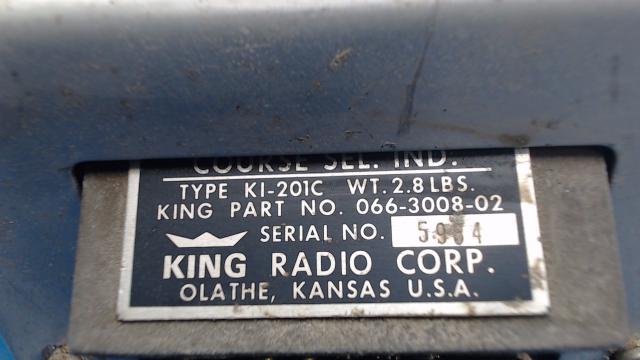 COURSE SEL. IND.
TYPE KI-201C WT. 2.8 LBS.
KING PART NO. 066-3008-02
SERIAL NO. 5984
KING RADIO CORP.
OLATHE, KANSAS U.S.A.